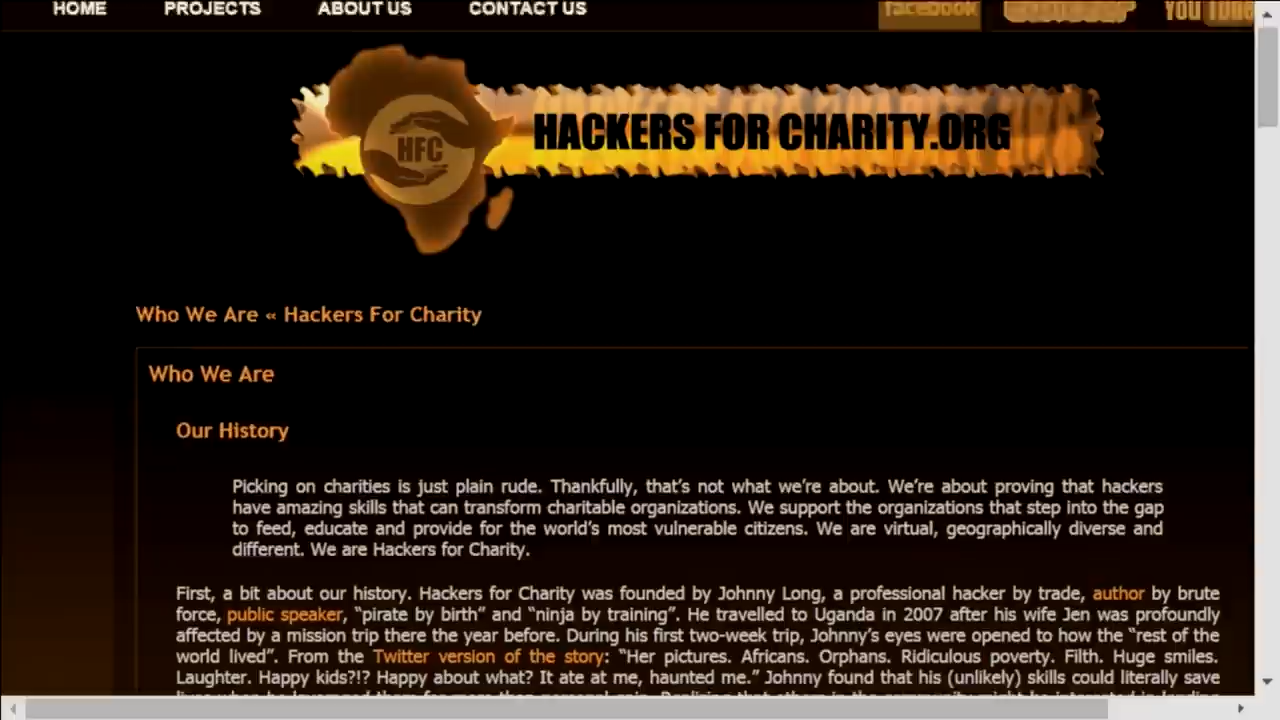 HOME PROJECTS ABOUT US CONTACT US facebook YOU TUBE
HFC HACKERS FOR CHARITY.ORG
Who We Are « Hackers For Charity
Who We Are
Our History
Picking on charities is just plain rude. Thankfully, that's not what we're about. We're about proving that hackers
have amazing skills that can transform charitable organizations. We support the organizations that step into the gap
to feed, educate and provide for the world's most vulnerable citizens. We are virtual, geographically diverse and
different. We are Hackers for Charity.
First, a bit about our history. Hackers for Charity was founded by Johnny Long, a professional hacker by trade, author by brute
force, public speaker, “pirate by birth” and “ninja by training”. He travelled to Uganda in 2007 after his wife Jen was profoundly
affected by a mission trip there the year before. During his first two-week trip, Johnny's eyes were opened to how the “rest of the
world lived”. From the Twitter version of the story: “Her pictures. Africans. Orphans. Ridiculous poverty. Filth. Huge smiles.
Laughter. Happy kids?!? Happy about what? It ate at me, haunted me.” Johnny found that his (unlikely) skills could literally save